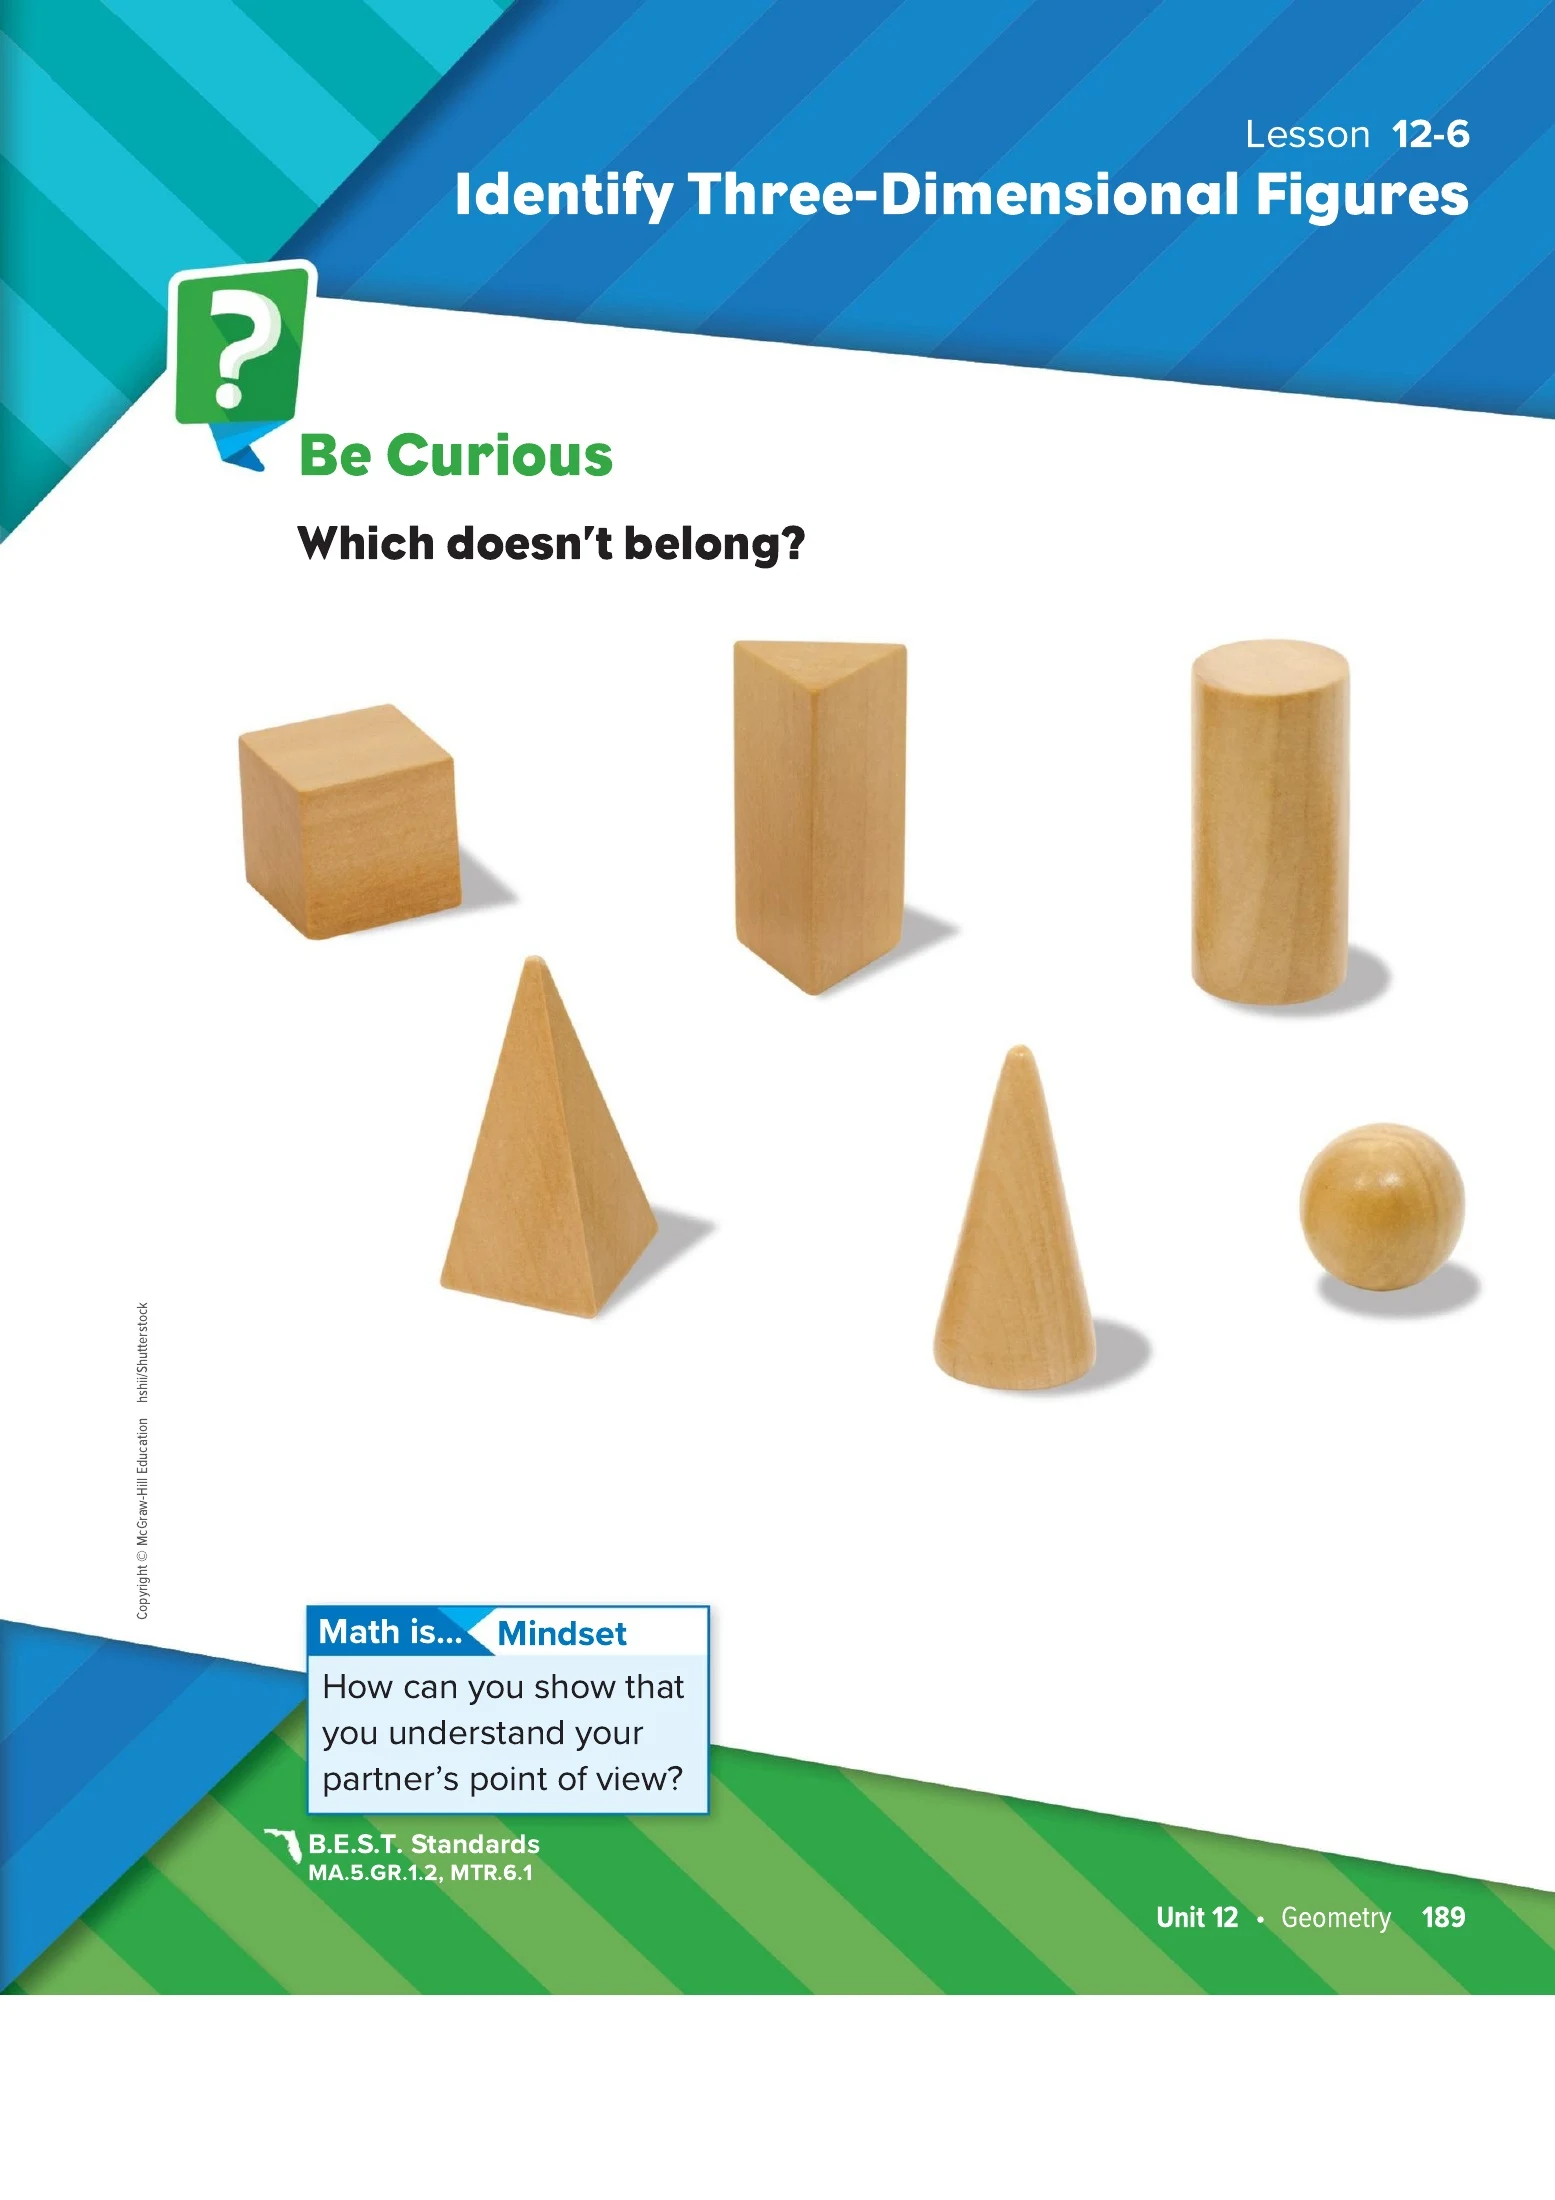 Lesson 12-6
Identify Three-Dimensional Figures
?
Be Curious
Which doesn't belong?
Copyright © McGraw-Hill Education hshii/Shutterstock
Math is... Mindset
How can you show that
you understand your
partner's point of view?
B.E.S.T. Standards
MA.5.GR.1.2, MTR.6.1
Unit 12 • Geometry 189